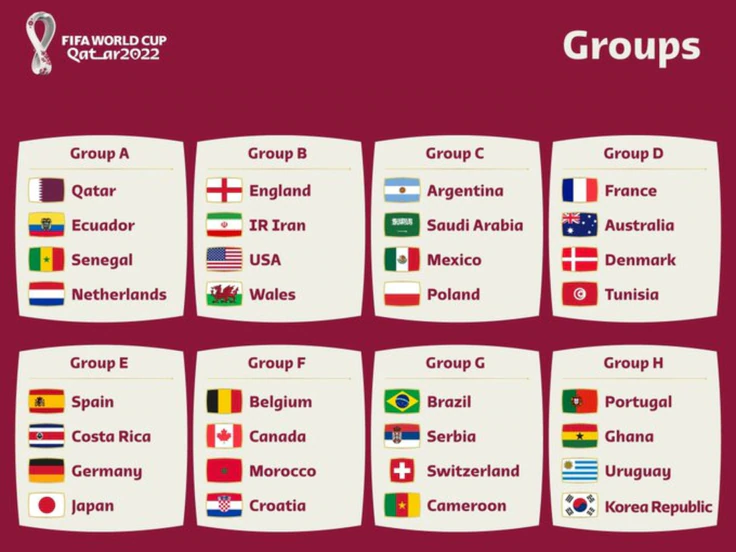 FIFA WORLD CUP
Qatar2022
Groups
Group A
Qatar
Ecuador
Senegal
Netherlands
Group B
England
IR Iran
USA
Wales
Group C
Argentina
Saudi Arabia
Mexico
Poland
Group D
France
Australia
Denmark
Tunisia
Group E
Spain
Costa Rica
Germany
Japan
Group F
Belgium
Canada
Morocco
Croatia
Group G
Brazil
Serbia
Switzerland
Cameroon
Group H
Portugal
Ghana
Uruguay
Korea Republic